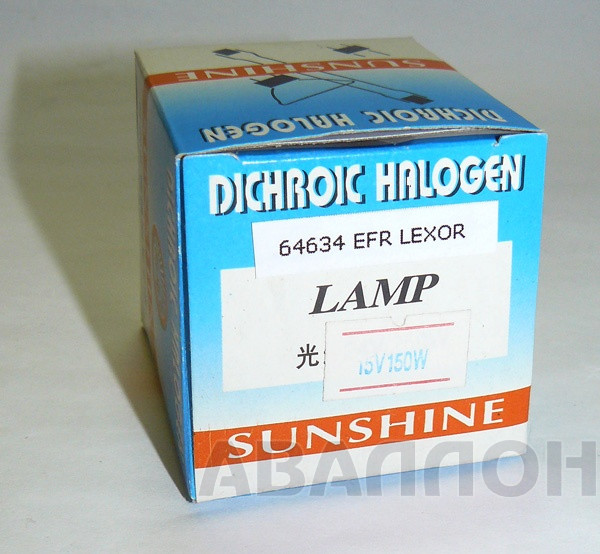 SUNSHINE
DICHROIC HALOGEN
DICHROIC HALOGEN
64634 EFR LEXOR
LAMP
光
15V150W
SUNSHINE
АВАЛЛОН